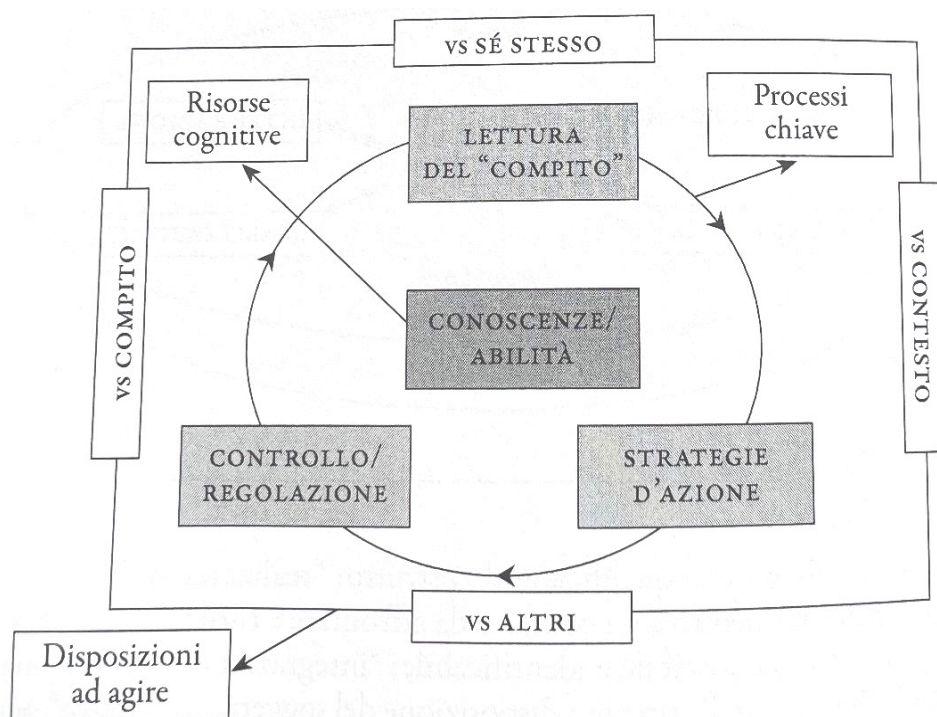 vs SÉ STESSO
Risorse
cognitive
Processi
chiave
LETTURA
DEL “COMPITO”
vs COMPITO
vs CONTESTO
CONOSCENZE/
ABILITÀ
CONTROLLO/
REGOLAZIONE
STRATEGIE
D’AZIONE
vs ALTRI
Disposizioni
ad agire